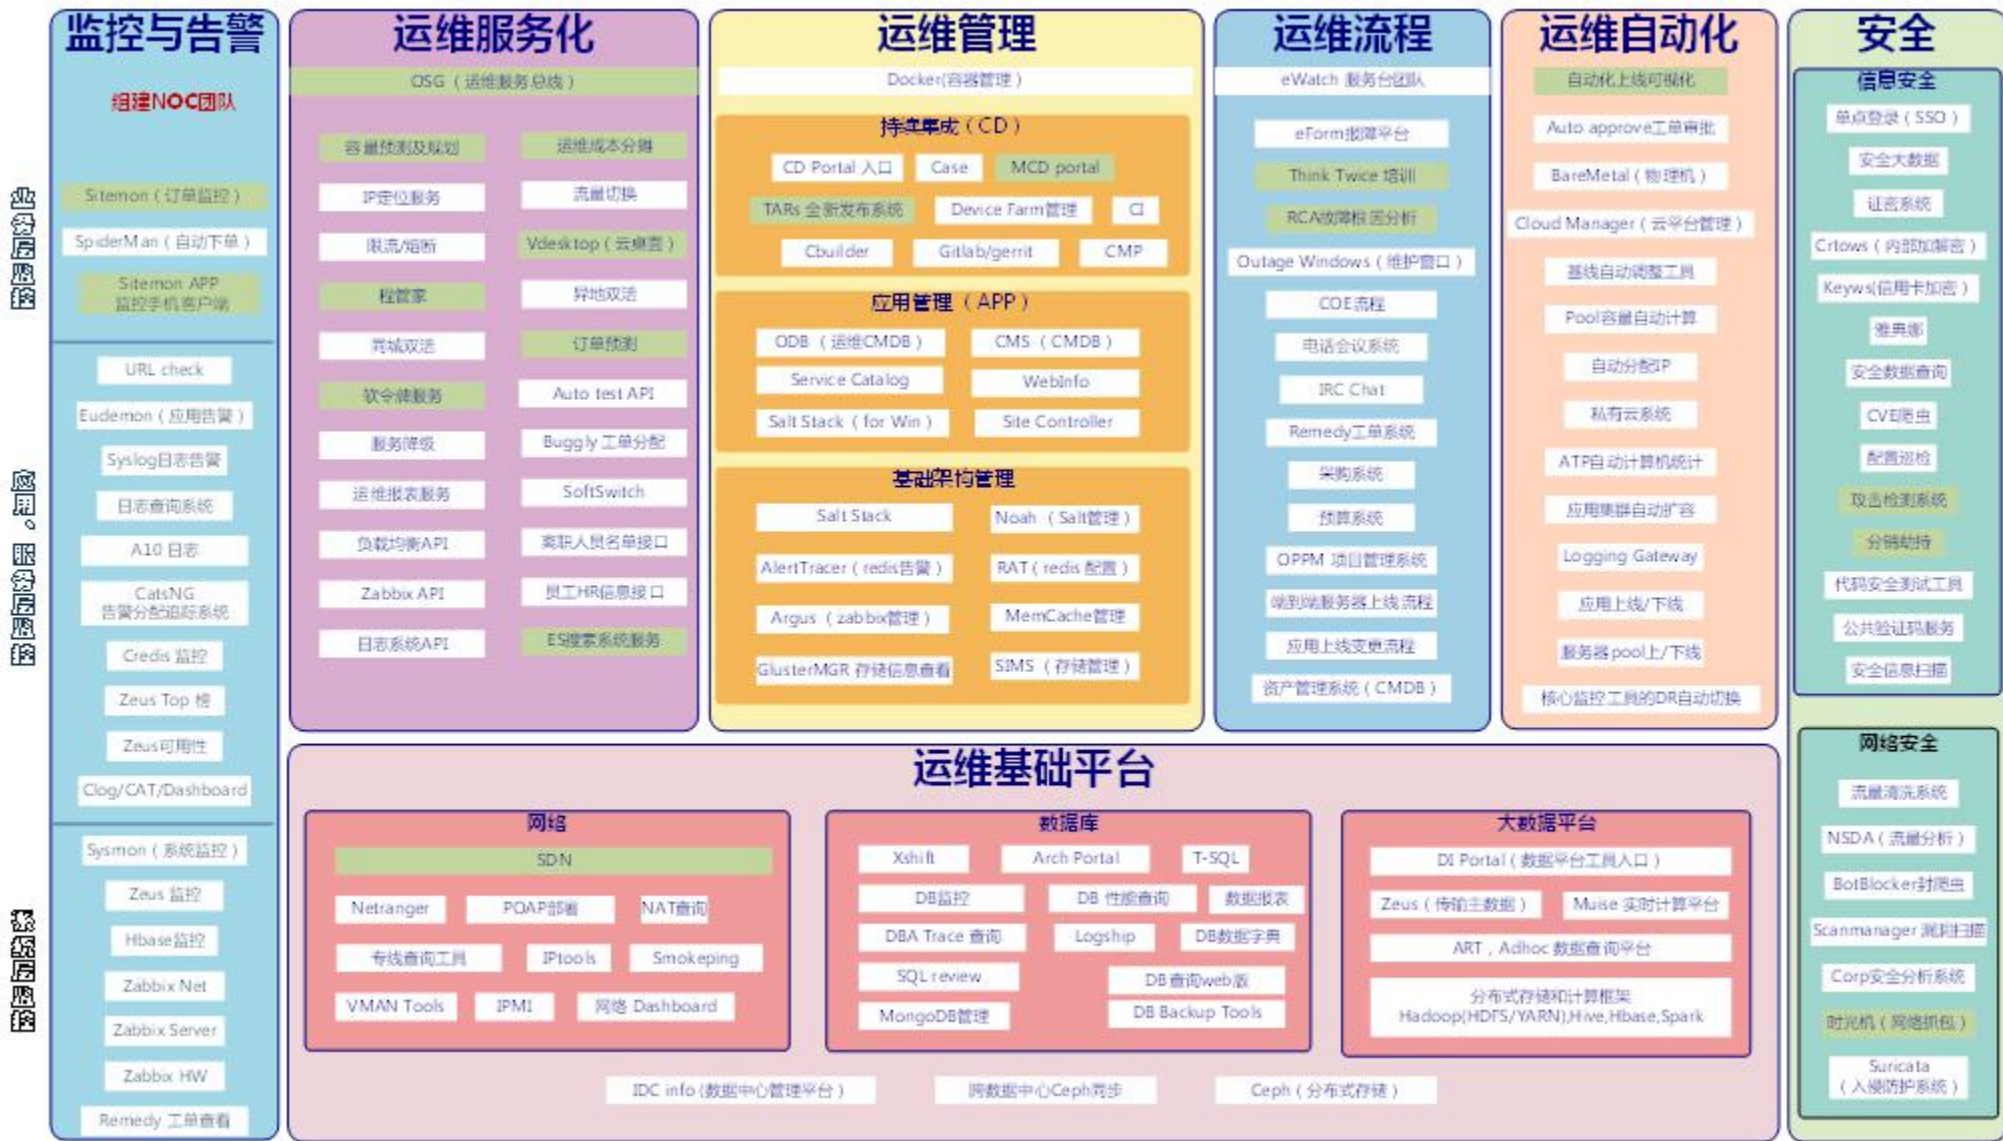 监控与告警
组建NOC团队
业务层监控
Sitemon（订单监控）
SpiderMan（自动下单）
Sitemon APP
监控手机客户端
应用、服务层监控
URL check
Eudemon（应用告警）
Syslog日志告警
日志查询系统
A10 日志
CatsNG
告警分配追踪系统
Credis 监控
Zeus Top 榜
Zeus可用性
Clog/CAT/Dashboard
系统层监控
Sysmon（系统监控）
Zeus 监控
Hbase监控
Zabbix Net
Zabbix Server
Zabbix HW
Remedy 工单查看
运维服务化
OSG（运维服务总线）
容量预测及规划
运维成本分摊
IP定位服务
流量切换
限流/熔断
Vdesktop（云桌面）
程管家
异地双活
同城双活
订单预测
软令牌服务
Auto test API
服务降级
Buggly 工单分配
运维报表服务
SoftSwitch
负载均衡API
离职人员名单接口
Zabbix API
员工HR信息接口
日志系统API
ES搜索系统服务
运维管理
Docker(容器管理）
持续集成（CD）
CD Portal 入口
Case
MCD portal
TARs 全新发布系统
Device Farm管理
CI
Cbuilder
Gitlab/gerrit
CMP
应用管理（APP）
ODB（运维CMDB）
CMS（CMDB）
Service Catalog
WebInfo
Salt Stack（for Win）
Site Controller
基础架构管理
Salt Stack
Noah（Salt管理）
AlertTracer（redis告警）
RAT（redis 配置）
Argus（zabbix管理）
MemCache管理
GlusterMGR 存储信息查看
SIMS（存储管理）
运维流程
eWatch 服务台团队
eForm报障平台
Think Twice 培训
RCA故障根因分析
Outage Windows（维护窗口）
COE流程
电话会议系统
IRC Chat
Remedy工单系统
采购系统
预算系统
OPPM 项目管理系统
端到端服务器上线流程
应用上线变更流程
资产管理系统（CMDB）
运维自动化
自动化上线可视化
Auto approve工单审批
BareMetal（物理机）
Cloud Manager（云平台管理）
基线自动调整工具
Pool容量自动计算
自动分配IP
私有云系统
ATP自动计算机统计
应用集群自动扩容
Logging Gateway
应用上线/下线
服务器pool上/下线
核心监控工具的DR自动切换
安全
信息安全
单点登录（SSO）
安全大数据
证密系统
Crtows（内部加解密）
Keyws(信用卡加密）
雅典娜
安全数据查询
CVE爬虫
配置巡检
攻击检测系统
分销劫持
代码安全测试工具
公共验证码服务
安全信息扫描
网络安全
流量清洗系统
NSDA（流量分析）
BotBlocker封爬虫
Scanmanager 漏洞扫描
Corp安全分析系统
时光机（网络抓包）
Suricata
（入侵防护系统）
运维基础平台
网络
SDN
Netranger
POAP部署
NAT查询
专线查询工具
IPtools
Smokeping
VMAN Tools
IPMI
网络 Dashboard
数据库
Xshift
Arch Portal
T-SQL
DB监控
DB 性能查询
数据报表
DBA Trace 查询
Logship
DB数据字典
SQL review
DB 查询web版
MongoDB管理
DB Backup Tools
大数据平台
DI Portal（数据平台工具入口）
Zeus（传输主数据）
Muise 实时计算平台
ART，Adhoc 数据查询平台
分布式存储和计算框架
Hadoop(HDFS/YARN),Hive,Hbase,Spark
IDC info (数据中心管理平台）
跨数据中心Ceph同步
Ceph（分布式存储）